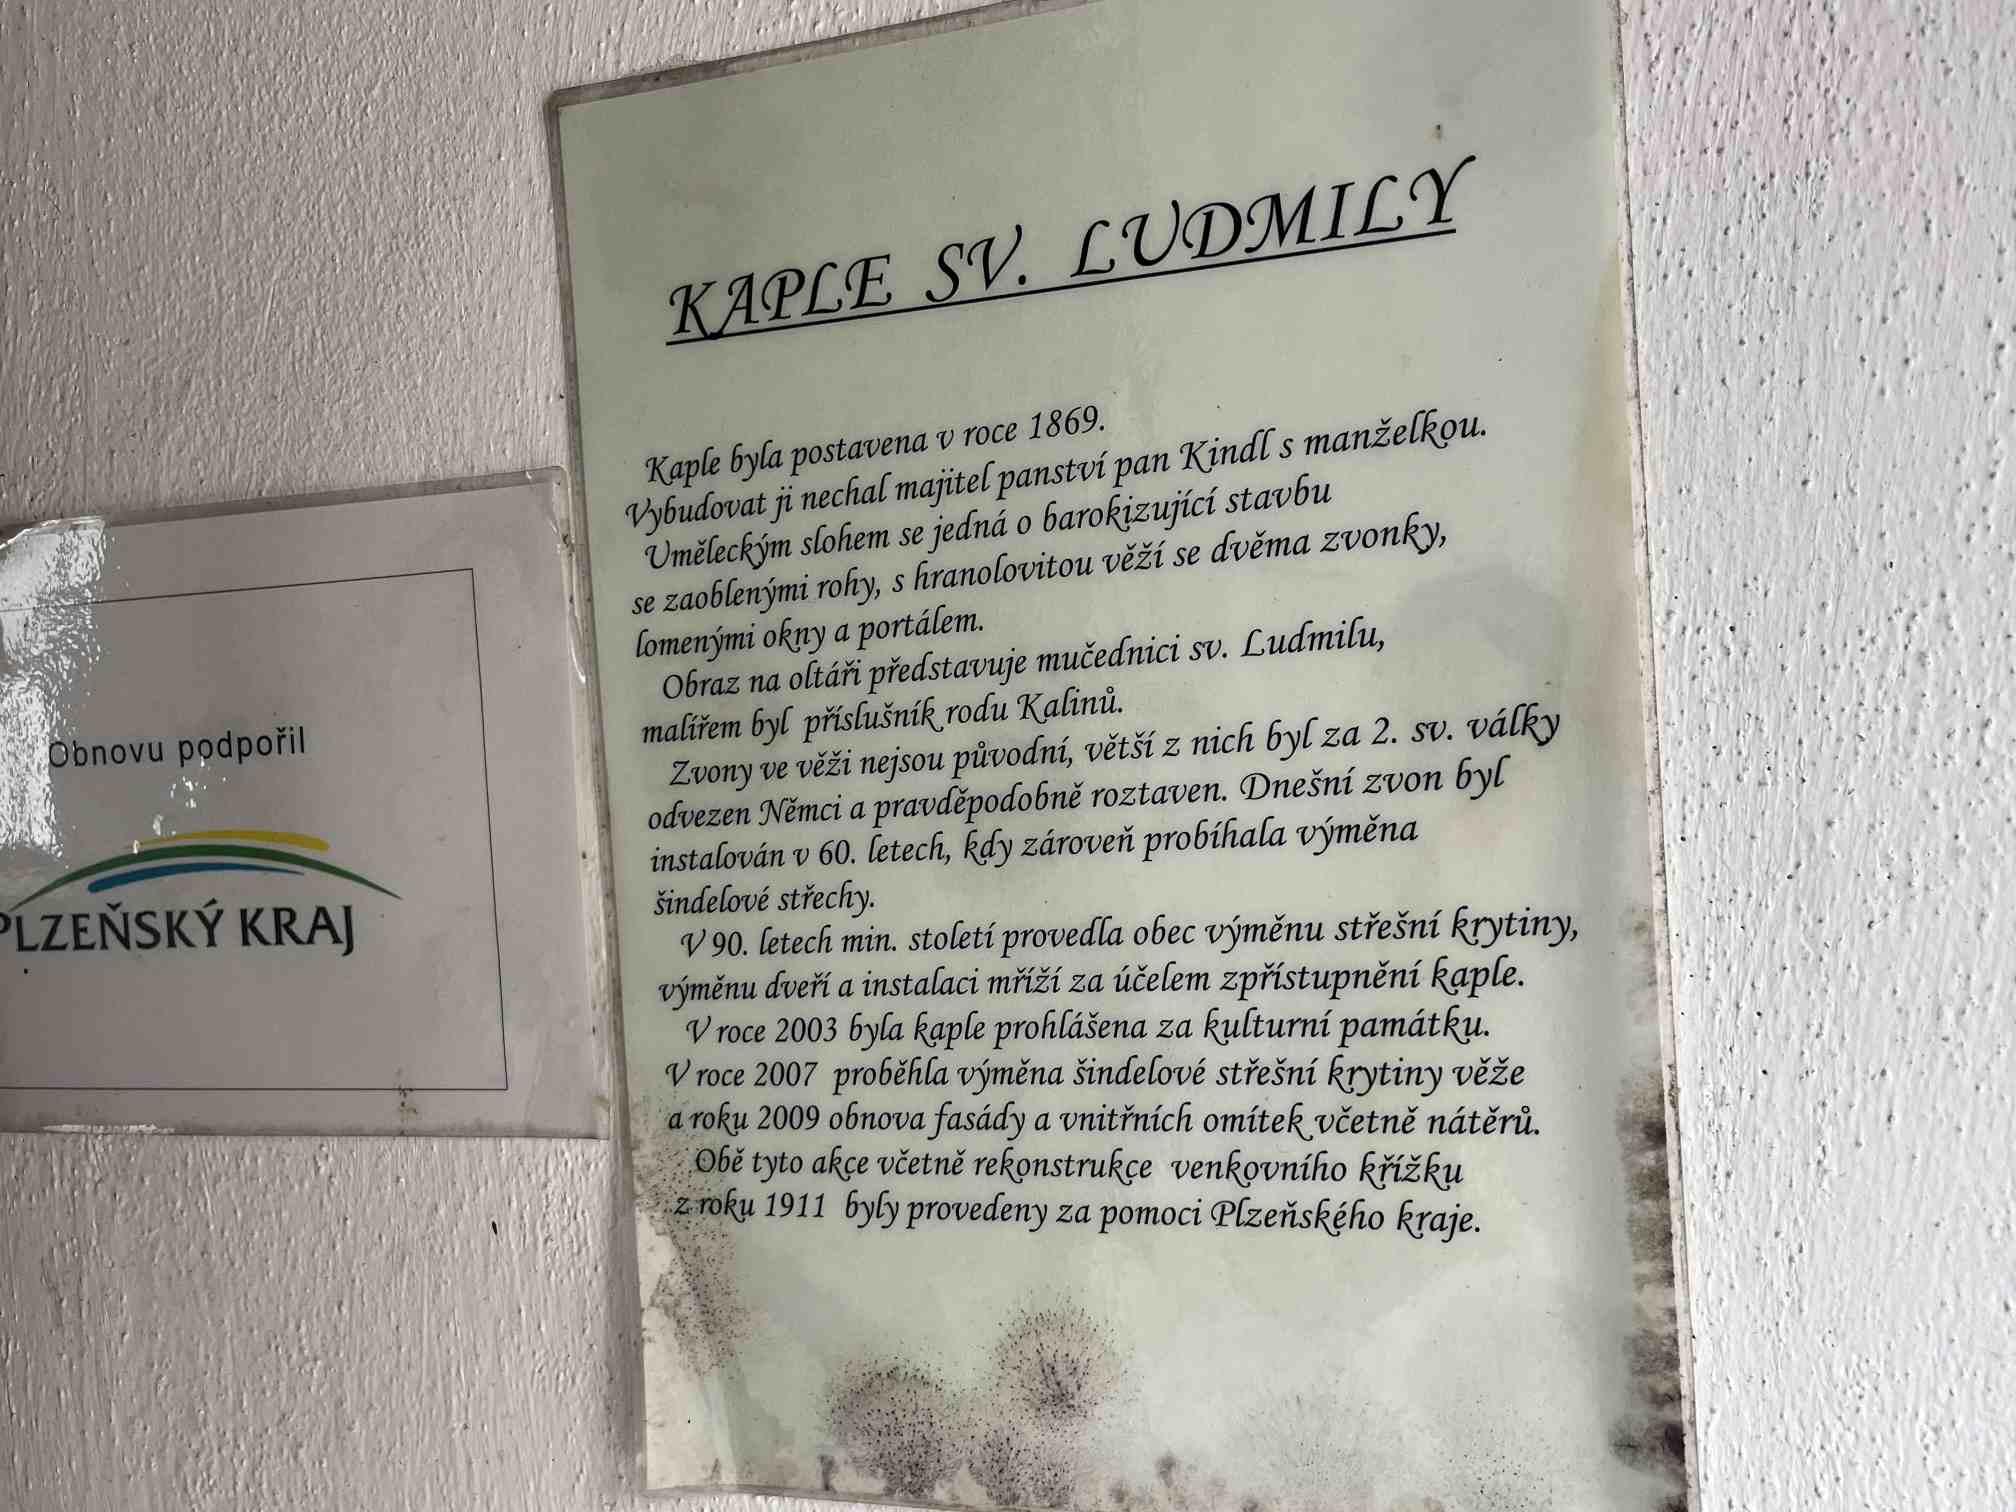 KAPLE SV. LUDMILY
Kaple byla postavena v roce 1869.
Vybudovat ji nechal majitel panství pan Kindl s manželkou.
Uměleckým slohem se jedná o barokizující stavbu
se zaoblenými rohy, s hranolovitou věží se dvěma zvonky,
lomenými okny a portálem.
Obraz na oltáři představuje mučednici sv. Ludmilu,
malířem byl příslušník rodu Kalinů.
Zvony ve věži nejsou původní, větší z nich byl za 2. sv. války
odvezen Němci a pravděpodobně roztaven. Dnešní zvon byl
instalován v 60. letech, kdy zároveň probíhala výměna
šindelové střechy.
V 90. letech min. století provedla obec výměnu střešní krytiny,
výměnu dveří a instalaci mříží za účelem zpřístupnění kaple.
V roce 2003 byla kaple prohlášena za kulturní památku.
V roce 2007 proběhla výměna šindelové střešní krytiny věže
a roku 2009 obnova fasády a vnitřních omítek včetně nátěrů.
Obě tyto akce včetně rekonstrukce venkovního křížku
z roku 1911 byly provedeny za pomoci Plzeňského kraje.
Obnovu podpořil
PLZEŇSKÝ KRAJ